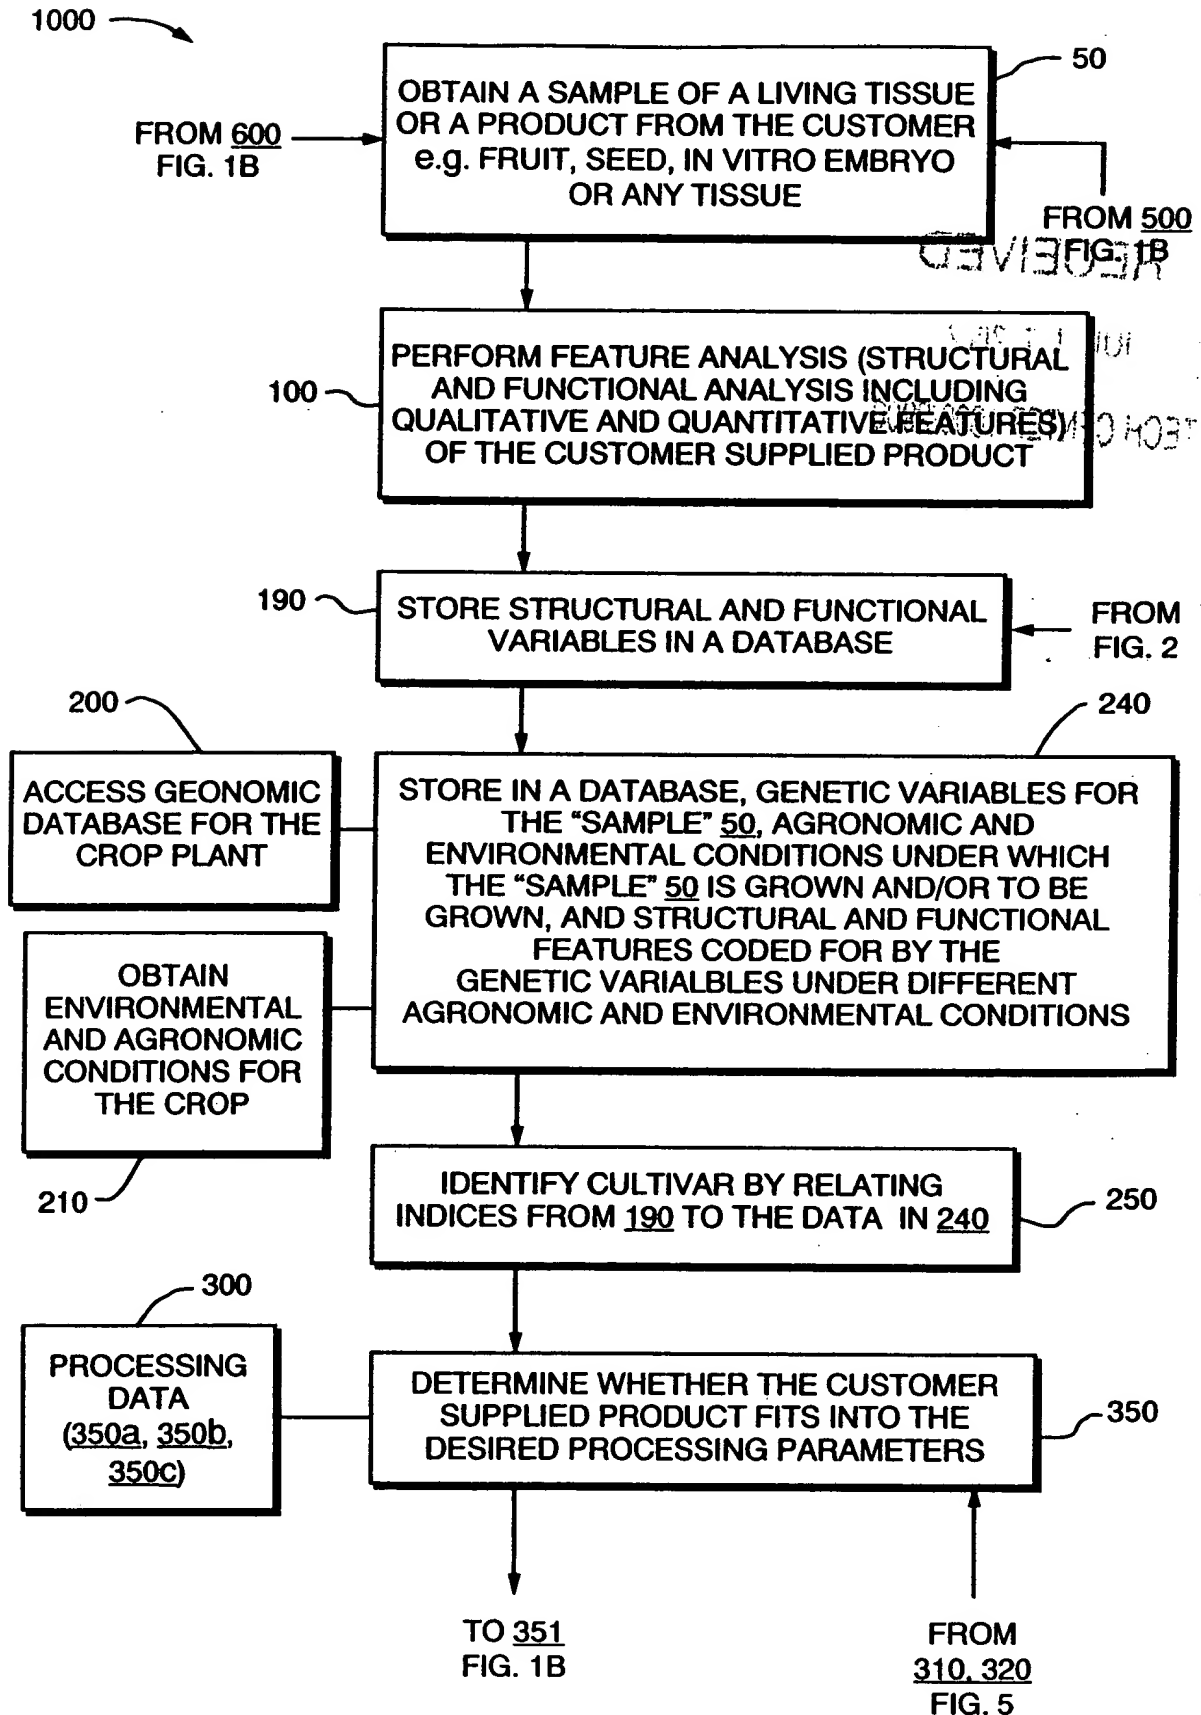 1000
50
OBTAIN A SAMPLE OF A LIVING TISSUE
OR A PRODUCT FROM THE CUSTOMER
e.g. FRUIT, SEED, IN VITRO EMBRYO
OR ANY TISSUE
FROM 600
FIG. 1B
FROM 500
FIG. 1B
RECEIVED
PERFORM FEATURE ANALYSIS (STRUCTURAL
AND FUNCTIONAL ANALYSIS INCLUDING
QUALITATIVE AND QUANTITATIVE FEATURES)
OF THE CUSTOMER SUPPLIED PRODUCT
100
TECH
190
STORE STRUCTURAL AND FUNCTIONAL
VARIABLES IN A DATABASE
FROM
FIG. 2
200
240
ACCESS GEONOMIC
DATABASE FOR THE
CROP PLANT
STORE IN A DATABASE, GENETIC VARIABLES FOR
THE “SAMPLE” 50, AGRONOMIC AND
ENVIRONMENTAL CONDITIONS UNDER WHICH
THE “SAMPLE” 50 IS GROWN AND/OR TO BE
GROWN, AND STRUCTURAL AND FUNCTIONAL
FEATURES CODED FOR BY THE
GENETIC VARIALBLES UNDER DIFFERENT
AGRONOMIC AND ENVIRONMENTAL CONDITIONS
OBTAIN
ENVIRONMENTAL
AND AGRONOMIC
CONDITIONS FOR
THE CROP
210
IDENTIFY CULTIVAR BY RELATING
INDICES FROM 190 TO THE DATA IN 240
250
300
PROCESSING
DATA
(350a, 350b,
350c)
DETERMINE WHETHER THE CUSTOMER
SUPPLIED PRODUCT FITS INTO THE
DESIRED PROCESSING PARAMETERS
350
TO 351
FIG. 1B
FROM
310, 320
FIG. 5